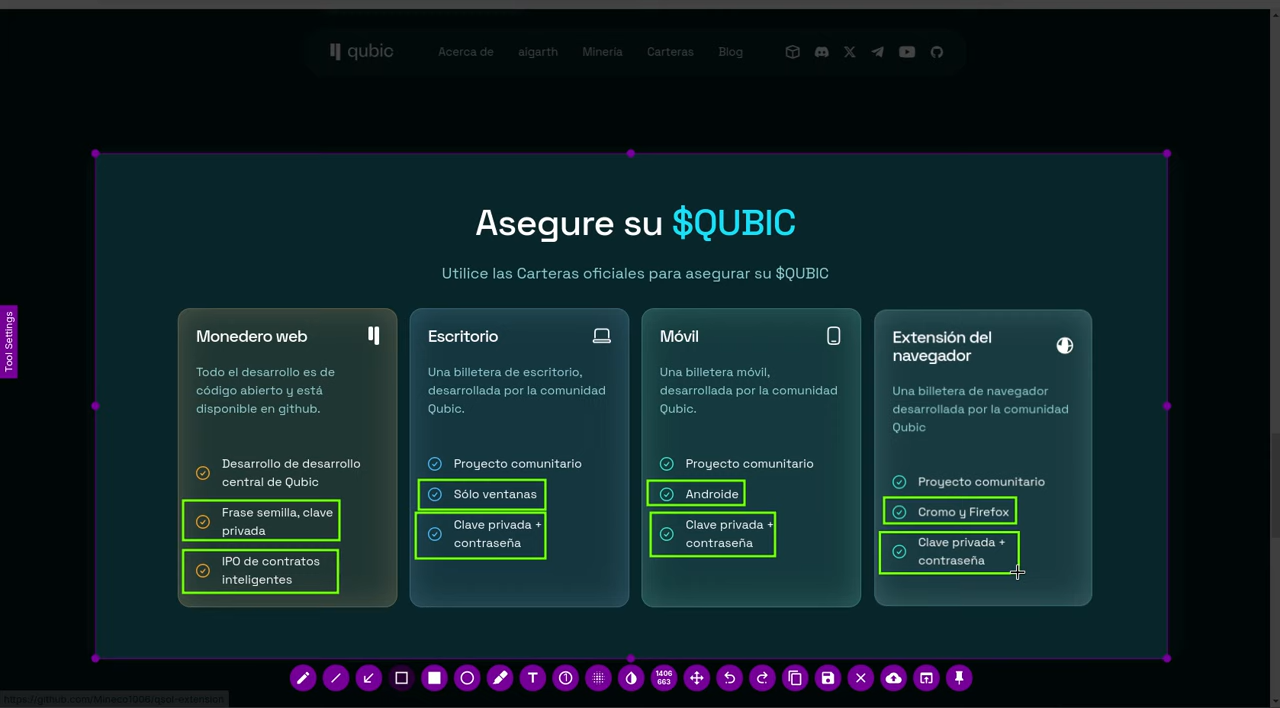 qubic
Acerca de
aigarth
Minería
Carteras
Blog
Asegure su $QUBIC
Utilice las Carteras oficiales para asegurar su $QUBIC
Tool Settings
Monedero web
Todo el desarrollo es de
código abierto y está
disponible en github.
Desarrollo de desarrollo
central de Qubic
Frase semilla, clave
privada
IPO de contratos
inteligentes
Escritorio
Una billetera de escritorio,
desarrollada por la comunidad
Qubic.
Proyecto comunitario
Sólo ventanas
Clave privada +
contraseña
Móvil
Una billetera móvil,
desarrollada por la comunidad
Qubic.
Proyecto comunitario
Androide
Clave privada +
contraseña
Extensión del
navegador
Una billetera de navegador
desarrollada por la comunidad
Qubic
Proyecto comunitario
Cromo y Firefox
Clave privada +
contraseña
T
1
1406
663